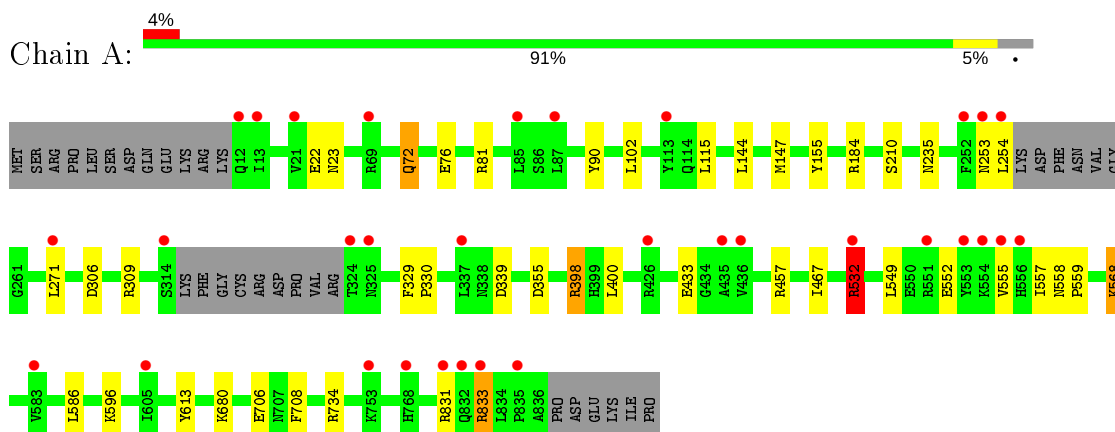 4%
Chain A:
91% 5% •
MET SER ARG PRO LEU SER ASP GLN GLU LYS ARG LYS Q12 I13 V21 E22 N23 R69 Q72 E76 R81 L85 S86 L87 Y90 L102 Y113 Q114 L115 L144 M147 Y155 R184 S210 N235 F252 N253 L254 LYS ASP PHE ASN VAL GLY
G261 L271 D306 R309 S314 LYS PHE GLY CYS ARG ASP PRO VAL ARG T324 N325 F329 P330 L337 N338 D339 D355 R398 H399 L400 R426 E433 G434 A435 V436 R457 I467 R532 L549 E550 R551 E552 Y553 K554 V555 H556 I557 N558 P559 K568
V583 L586 K596 I605 Y613 K680 E706 N707 F708 R734 K753 H768 R831 Q832 R833 L834 P835 A836 PRO ASP GLU LYS ILE PRO